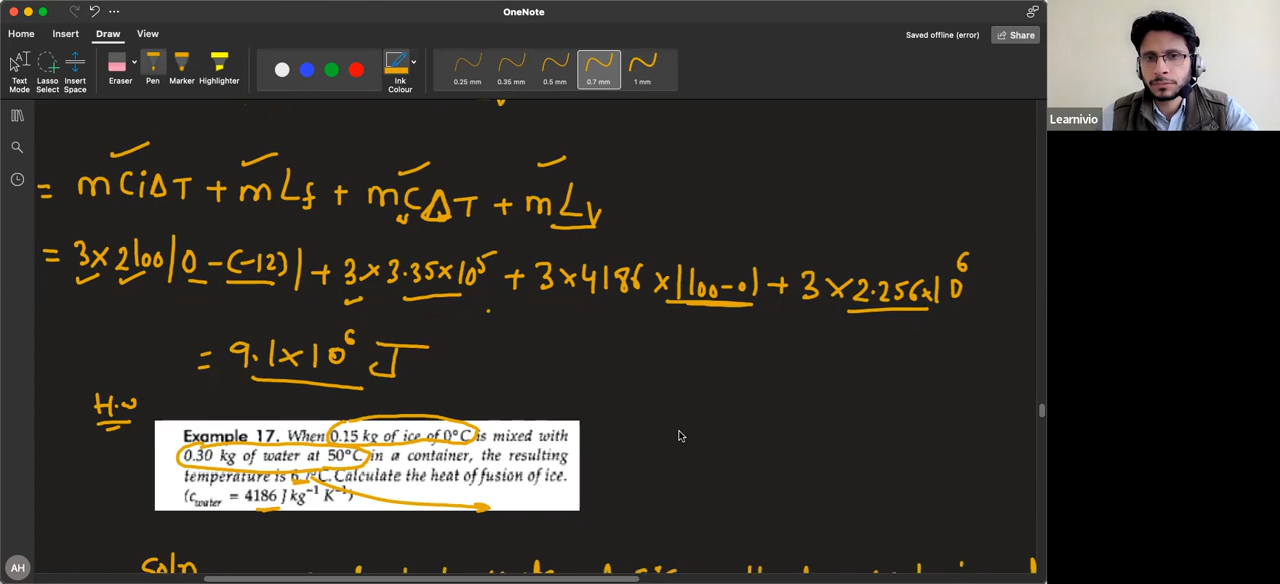 OneNote
Home Insert Draw View
Saved offline (error) Share
Text Mode
Lasso Select
Insert Space
Eraser
Pen
Marker
Highlighter
Ink Colour
0.25 mm
0.35 mm
0.5 mm
0.7 mm
1 mm
Learnivio
= mCiΔT + mLf + mCwΔT + mLv
= 3×2100|0-(-12)| + 3×3.35×10⁵ + 3×4186×|100-0| + 3×2.256×10⁶
= 9.1×10⁶ J
H.W
Example 17. When 0.15 kg of ice of 0°C is mixed with
0.30 kg of water at 50°C in a container, the resulting
temperature is 6.7°C. Calculate the heat of fusion of ice.
(c_water = 4186 J kg⁻¹ K⁻¹)
Soln
AH